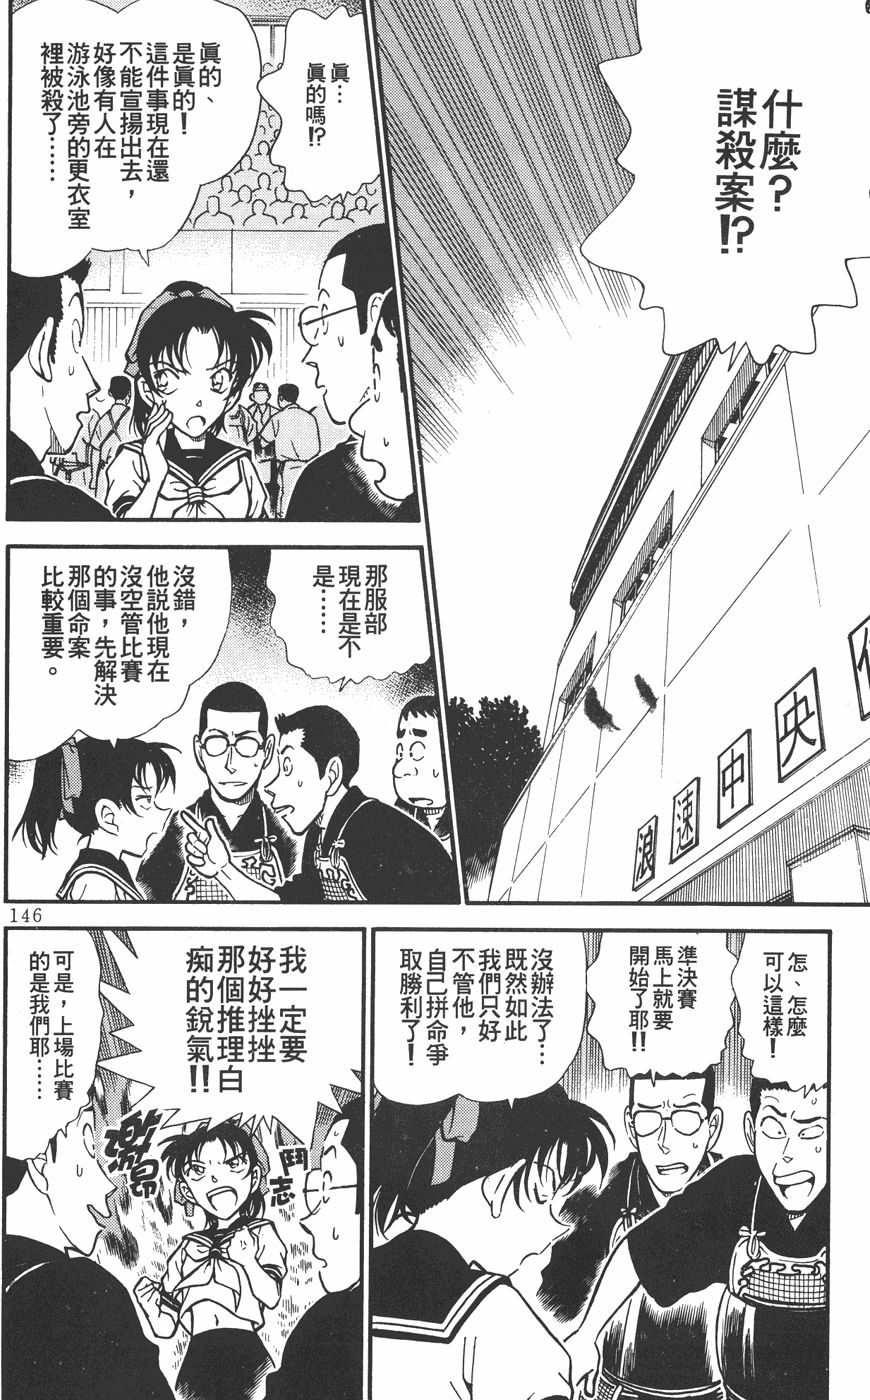 什麼？
謀殺案!?
浪速中央
眞…
眞的嗎!?
眞的、
是眞的！
這件事現在還
不能宣揚出去，
好像有人在
游泳池旁的更衣室
裡被殺了……
那服部
現在是不
是……
沒錯，
他說他現在
沒空管比賽
的事，先解決
那個命案
比較重要。
146
怎、怎麼
可以這樣！
準決賽
馬上就要
開始了耶!!
沒辦法了…
既然如此
我們只好
不管他，
自己拼命爭
取勝利了！
我一定要
好好挫挫
那個推理白
痴的銳氣!!
鬥志
激昂
可是，上場比賽
的是我們耶……